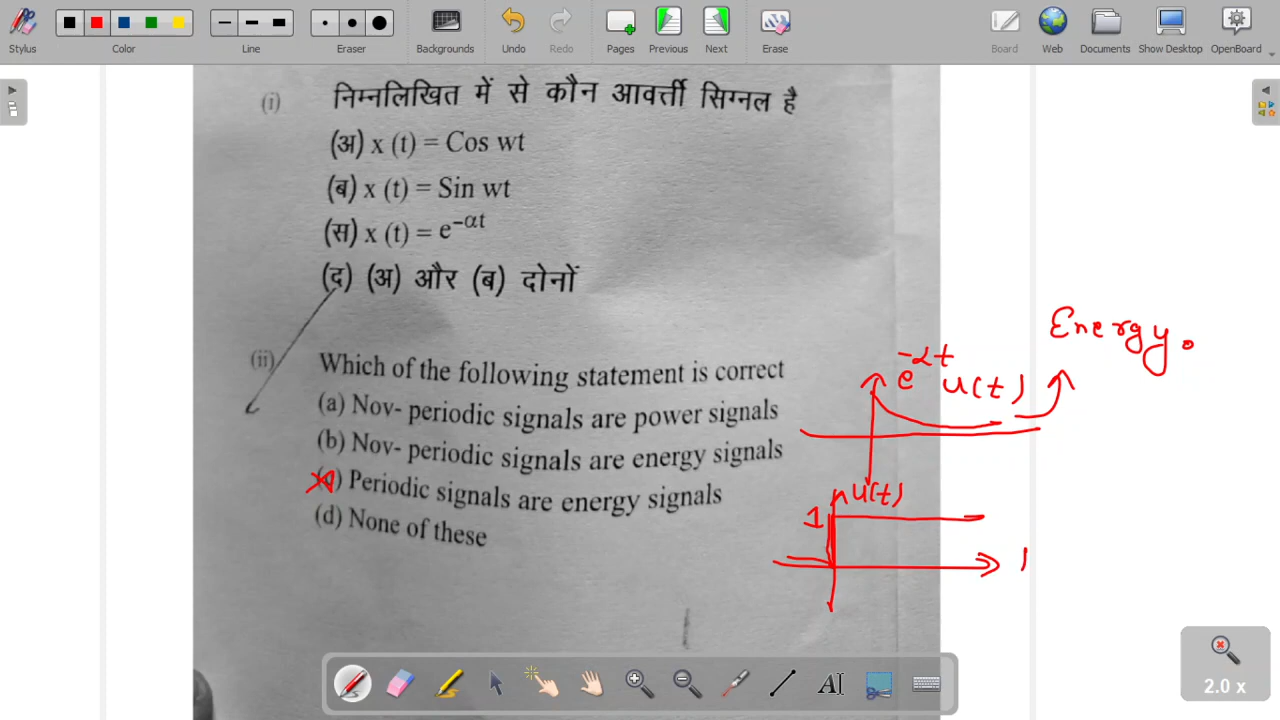 Stylus
Color
Line
Eraser
Backgrounds
Undo
Redo
Pages
Previous
Next
Erase
Board
Web
Documents
Show Desktop
OpenBoard
(i) निम्नलिखित में से कौन आवर्त्ती सिग्नल है
(अ) x (t) = Cos wt
(ब) x (t) = Sin wt
(स) x (t) = e^-αt
(द) (अ) और (ब) दोनों
(ii) Which of the following statement is correct
(a) Nov- periodic signals are power signals
(b) Nov- periodic signals are energy signals
(c) Periodic signals are energy signals
(d) None of these
Energy.
e^-αt u(t)
u(t)
1
2.0 x